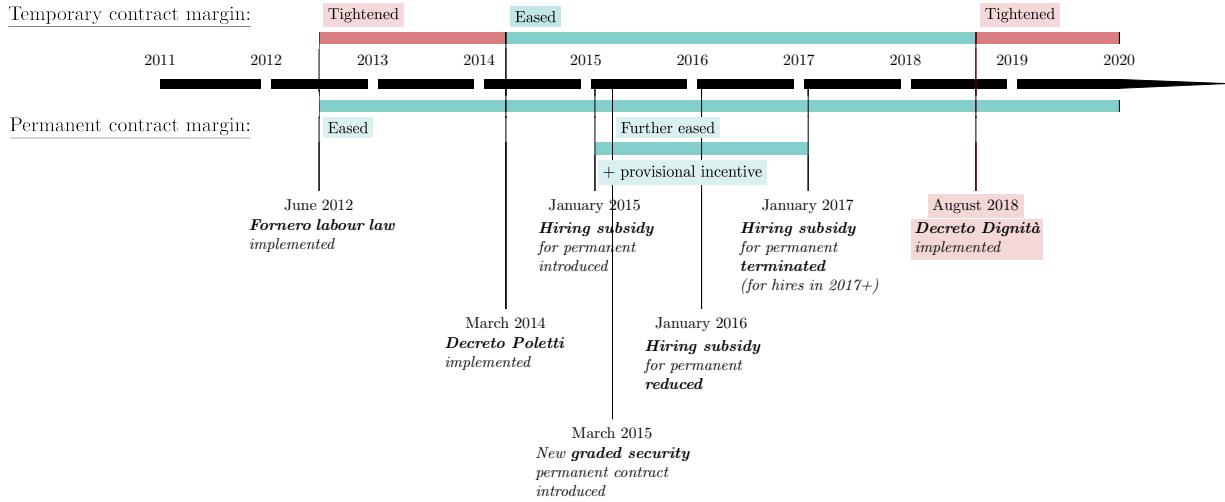 Temporary contract margin:
Tightened
Eased
Tightened
2011 2012 2013 2014 2015 2016 2017 2018 2019 2020
Permanent contract margin:
Eased
Further eased
+ provisional incentive
June 2012
Fornero labour law
implemented
January 2015
Hiring subsidy
for permanent
introduced
January 2017
Hiring subsidy
for permanent
terminated
(for hires in 2017+)
August 2018
Decreto Dignità
implemented
March 2014
Decreto Poletti
implemented
January 2016
Hiring subsidy
for permanent
reduced
March 2015
New graded security
permanent contract
introduced